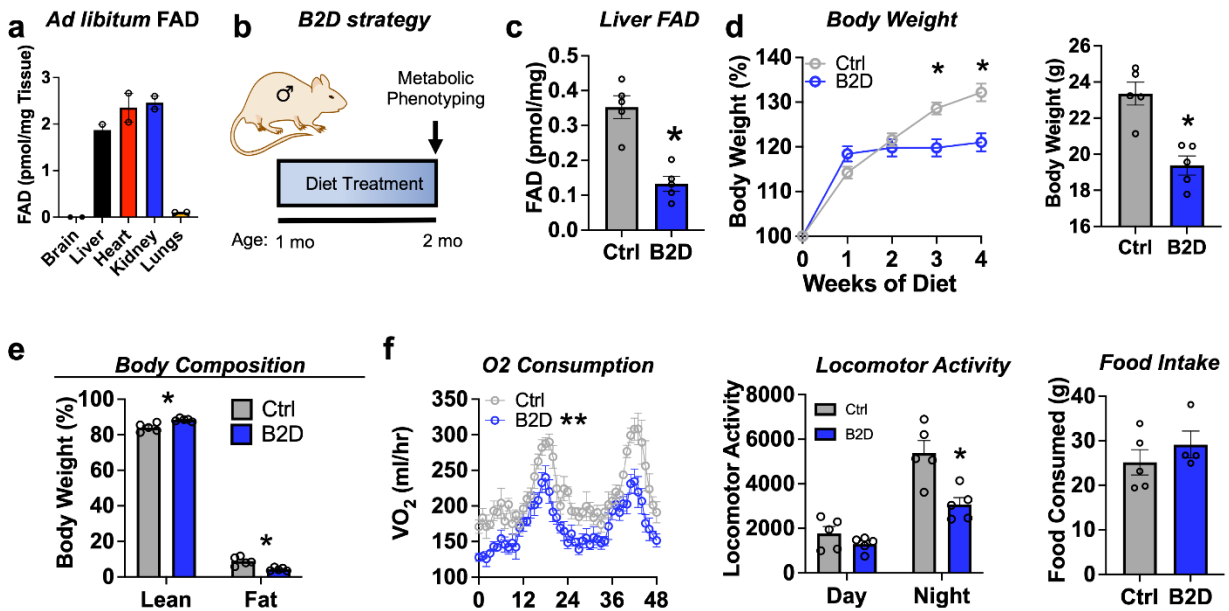 a
Ad libitum FAD
FAD (pmol/mg Tissue)
3
2
1
0
Brain
Liver
Heart
Kidney
Lungs
b
B2D strategy
♂
Metabolic
Phenotyping
Diet Treatment
Age: 1 mo
2 mo
c
Liver FAD
FAD (pmol/mg)
0.5
0.4
0.3
0.2
0.1
0.0
*
Ctrl B2D
d
Body Weight
Body Weight (%)
140
130
120
110
100
Ctrl
B2D
* *
0 1 2 3 4
Weeks of Diet
Body Weight (g)
26
24
22
20
18
16
*
Ctrl B2D
e
Body Composition
Body Weight (%)
100
80
60
40
20
0
*
*
Ctrl
B2D
Lean Fat
f
O2 Consumption
VO2 (ml/hr)
350
300
250
200
150
100
Ctrl
B2D
**
0 12 24 36 48
Locomotor Activity
Locomotor Activity
8000
6000
4000
2000
0
Ctrl
B2D
*
Day Night
Food Intake
Food Consumed (g)
40
30
20
10
0
Ctrl B2D